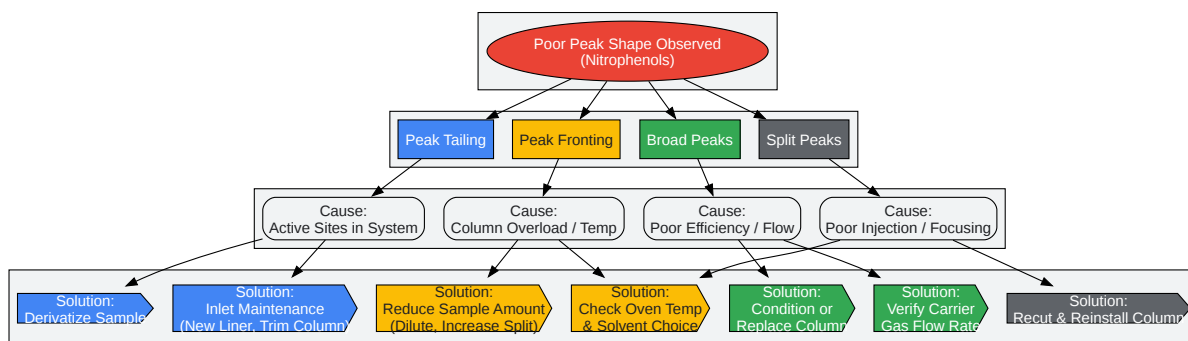 Poor Peak Shape Observed
(Nitrophenols)
Peak Tailing
Peak Fronting
Broad Peaks
Split Peaks
Cause:
Active Sites in System
Cause:
Column Overload / Temp
Cause:
Poor Efficiency / Flow
Cause:
Poor Injection / Focusing
Solution:
Derivatize Sample
Solution:
Inlet Maintenance
(New Liner, Trim Column)
Solution:
Reduce Sample Amount
(Dilute, Increase Split)
Solution:
Check Oven Temp
& Solvent Choice
Solution:
Condition or
Replace Column
Solution:
Verify Carrier
Gas Flow Rate
Solution:
Recut & Reinstall Column